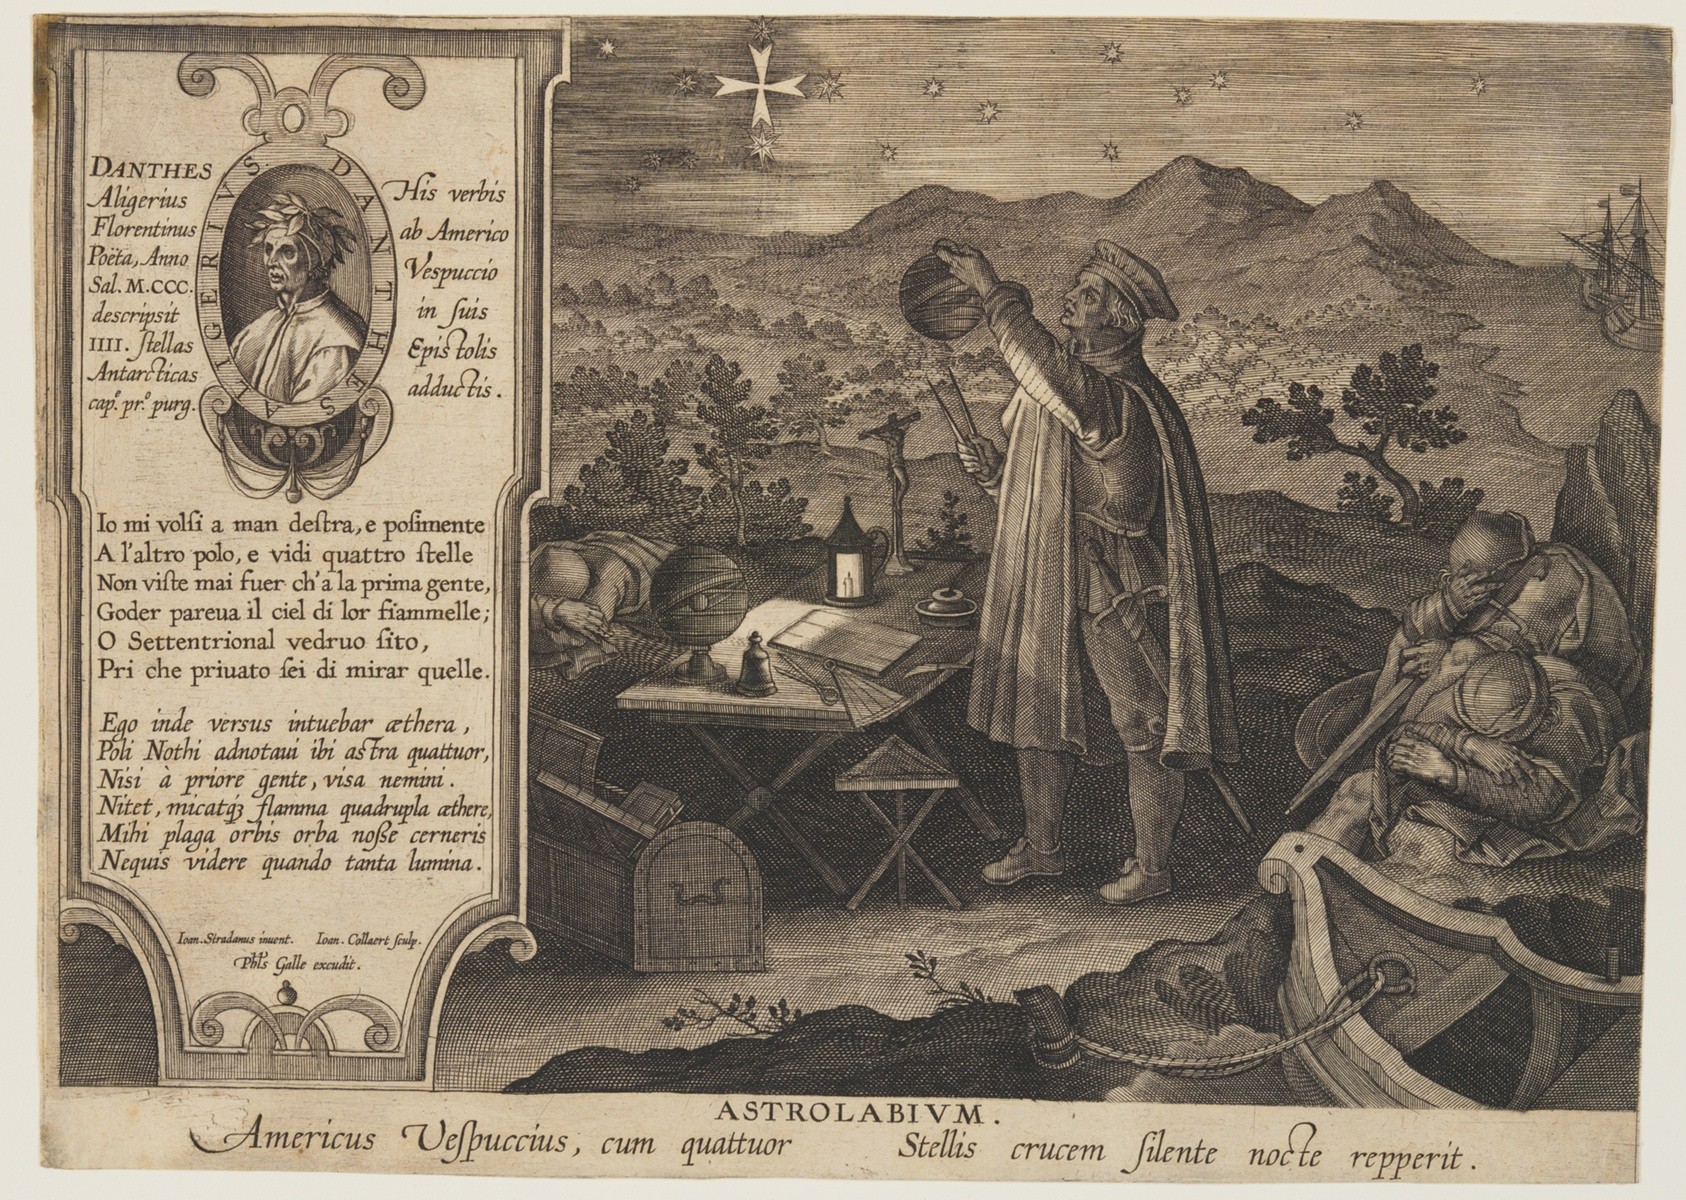 DANTHES
Aligerius
Florentinus
Poëta, Anno
Sal. M.CCC.
descripsit
IIII. ſtellas
Antarcticas
cap.º pr.º purg.
DANTHES ALIGERIVS
His verbis
ab Americo
Veſpuccio
in ſuis
Epistolis
adductis.
Io mi volſi a man deſtra, e poſimente
A l'altro polo, e vidi quattro ſtelle
Non viſte mai fuer ch'a la prima gente,
Goder pareua il ciel di lor fiammelle;
O Settentrional vedruo ſito,
Pri che priuato ſei di mirar quelle.
Ego inde versus intuebar æthera,
Poli Nothi adnotaui ibi astra quattuor,
Nisi à priore gente, visa nemini.
Nitet, micatqꝫ flamma quadrupla æthere,
Mihi plaga orbis orba noße cerneris
Nequis videre quando tanta lumina.
Ioan. Stradanus inuent. Ioan. Collaert ſculp.
Phls Galle excudit.
ASTROLABIVM.
Americus Veſpuccius, cum quattuor Stellis crucem ſilente nocte repperit.